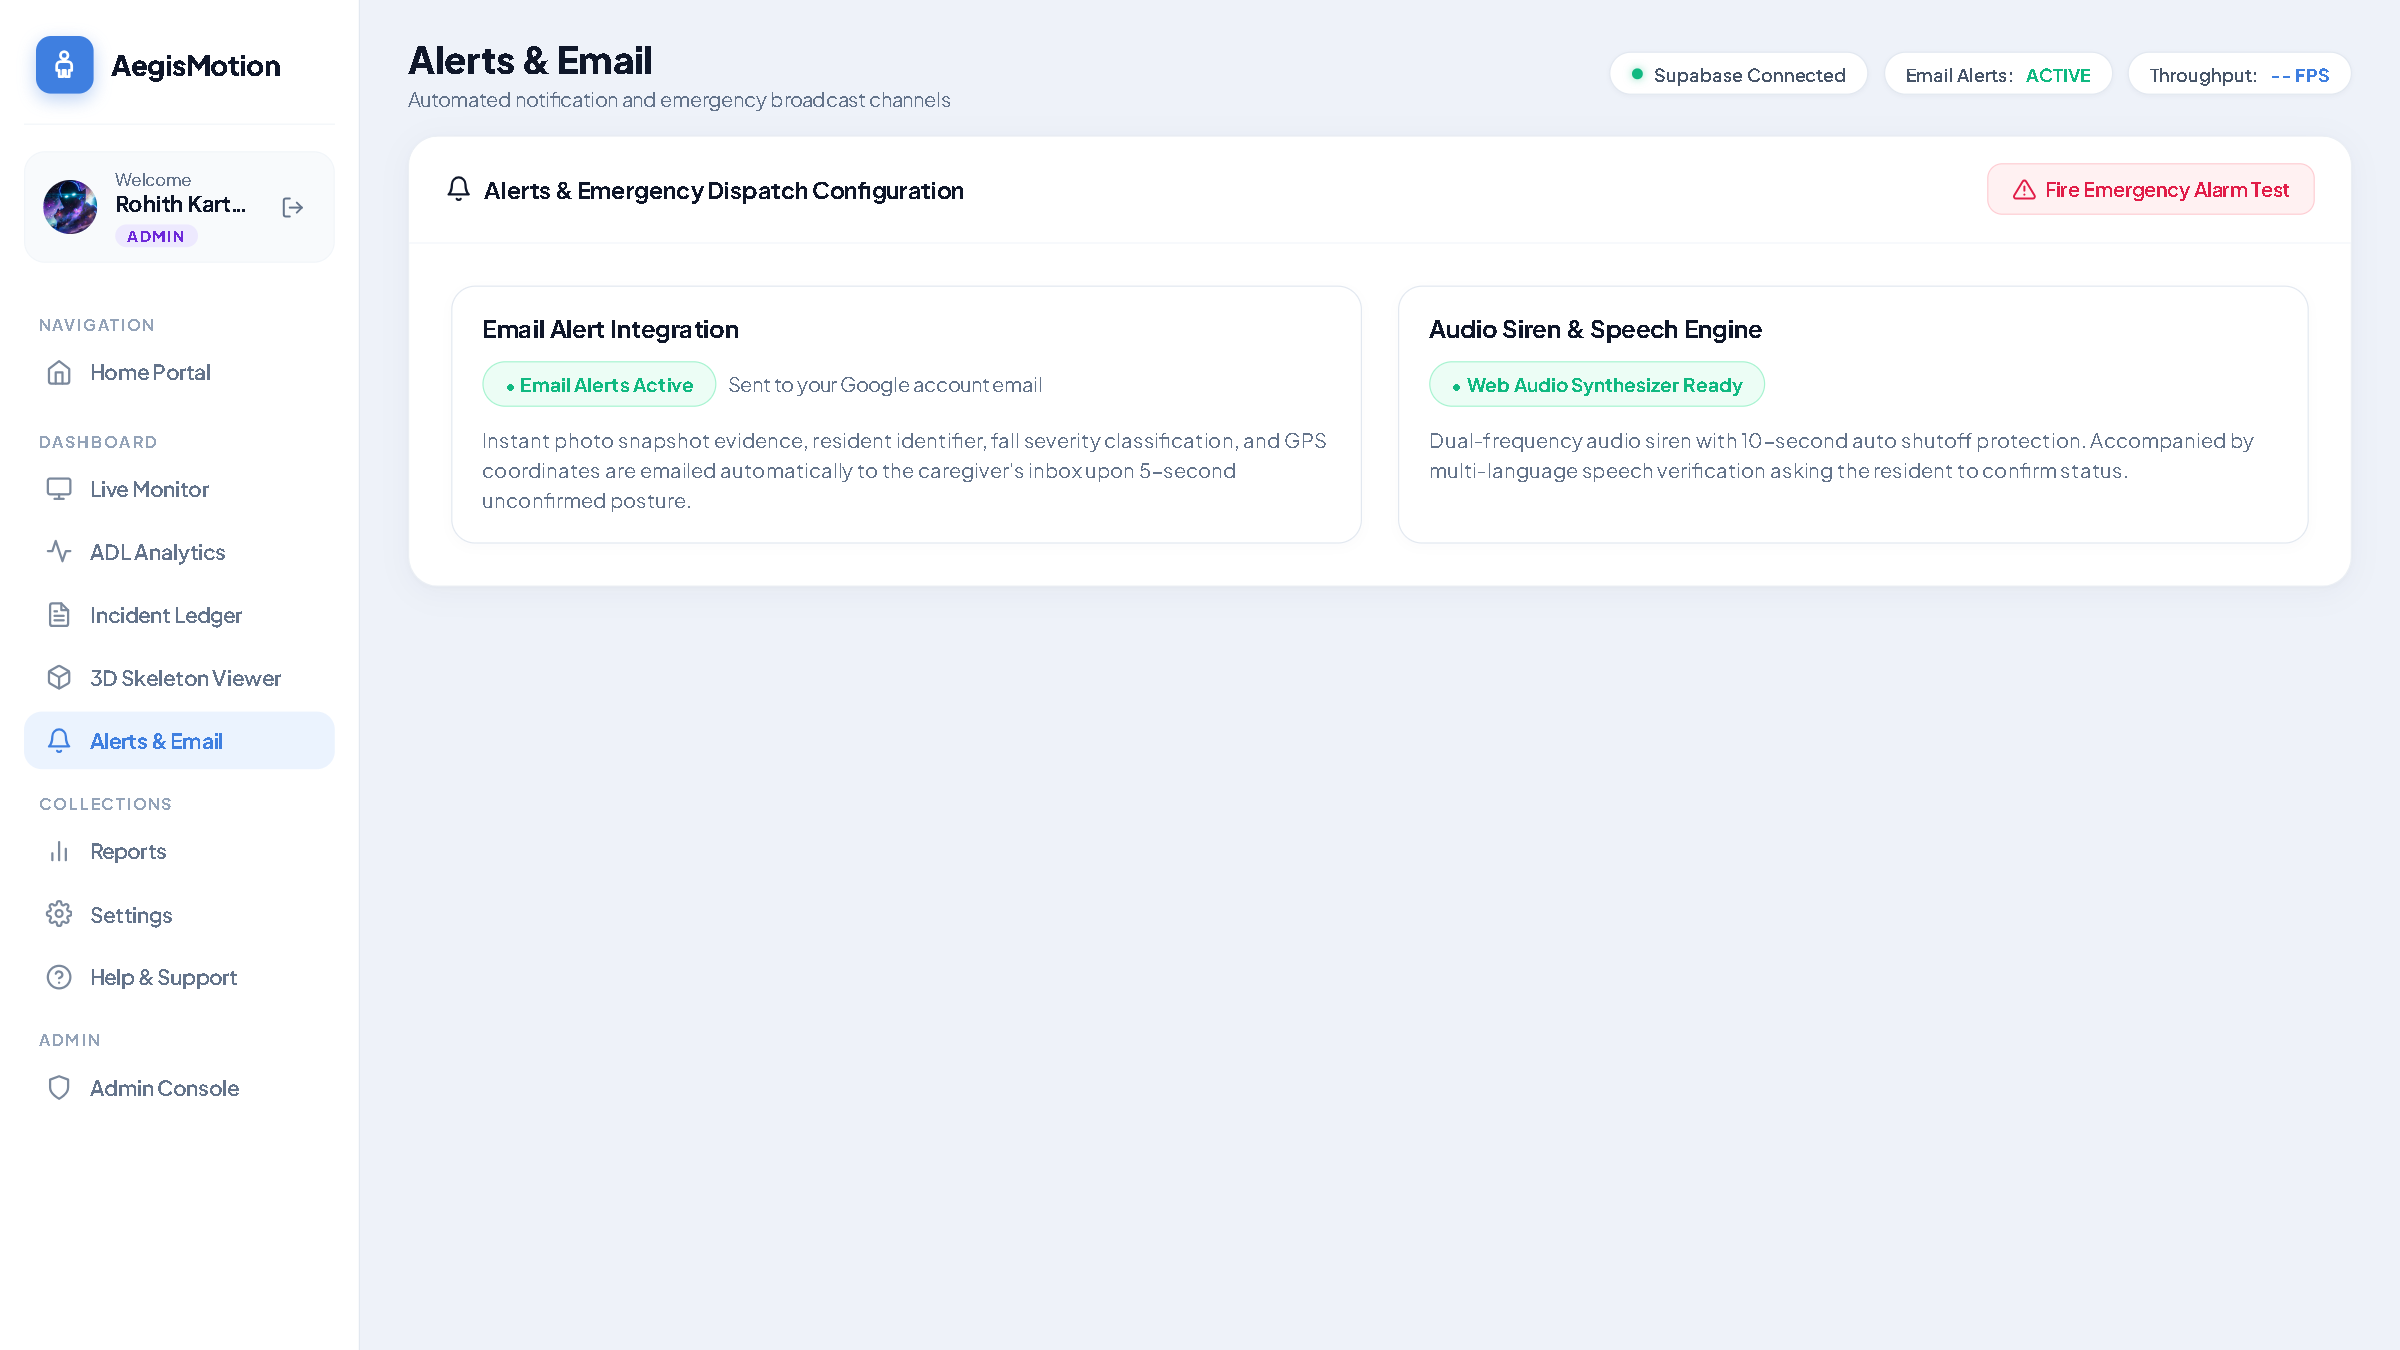 AegisMotion
Welcome
Rohith Kart...
ADMIN
NAVIGATION
Home Portal
DASHBOARD
Live Monitor
ADL Analytics
Incident Ledger
3D Skeleton Viewer
Alerts & Email
COLLECTIONS
Reports
Settings
Help & Support
ADMIN
Admin Console
Alerts & Email
Automated notification and emergency broadcast channels
Supabase Connected
Email Alerts: ACTIVE
Throughput: -- FPS
Alerts & Emergency Dispatch Configuration
Fire Emergency Alarm Test
Email Alert Integration
• Email Alerts Active Sent to your Google account email
Instant photo snapshot evidence, resident identifier, fall severity classification, and GPS
coordinates are emailed automatically to the caregiver's inbox upon 5-second
unconfirmed posture.
Audio Siren & Speech Engine
• Web Audio Synthesizer Ready
Dual-frequency audio siren with 10-second auto shutoff protection. Accompanied by
multi-language speech verification asking the resident to confirm status.